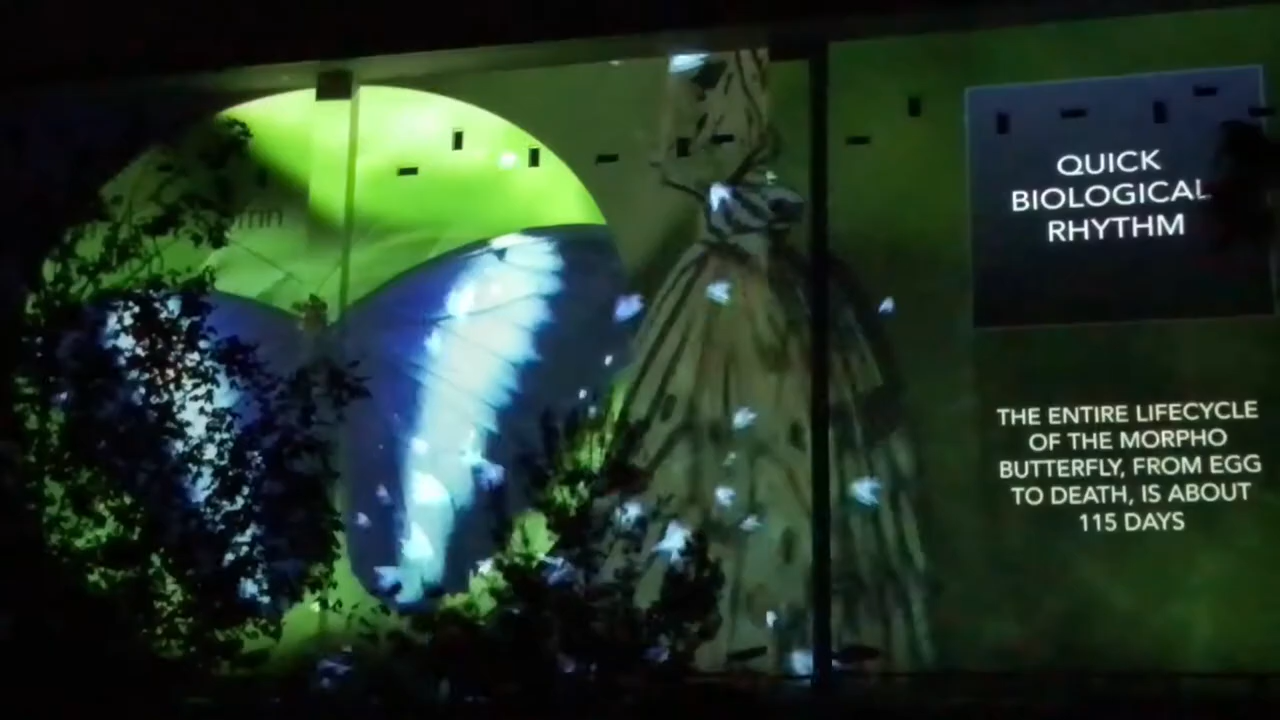 QUICK
BIOLOGICAL
RHYTHM
THE ENTIRE LIFECYCLE
OF THE MORPHO
BUTTERFLY, FROM EGG
TO DEATH, IS ABOUT
115 DAYS